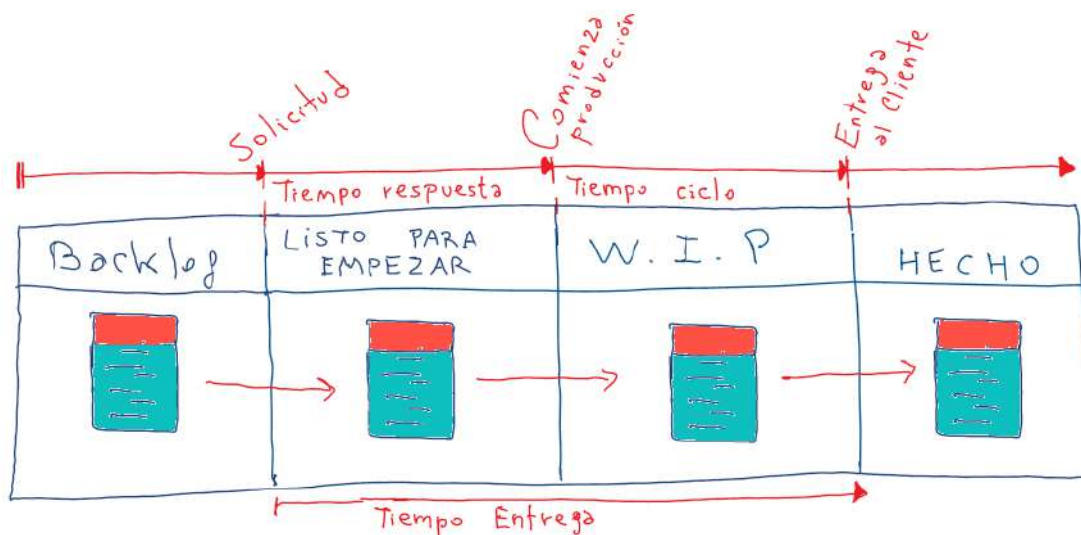 Solicitud
Comienza
producción
Entrega
al Cliente
Tiempo respuesta
Tiempo ciclo
Backlog
LISTO PARA
EMPEZAR
W. I. P
HECHO
Tiempo Entrega